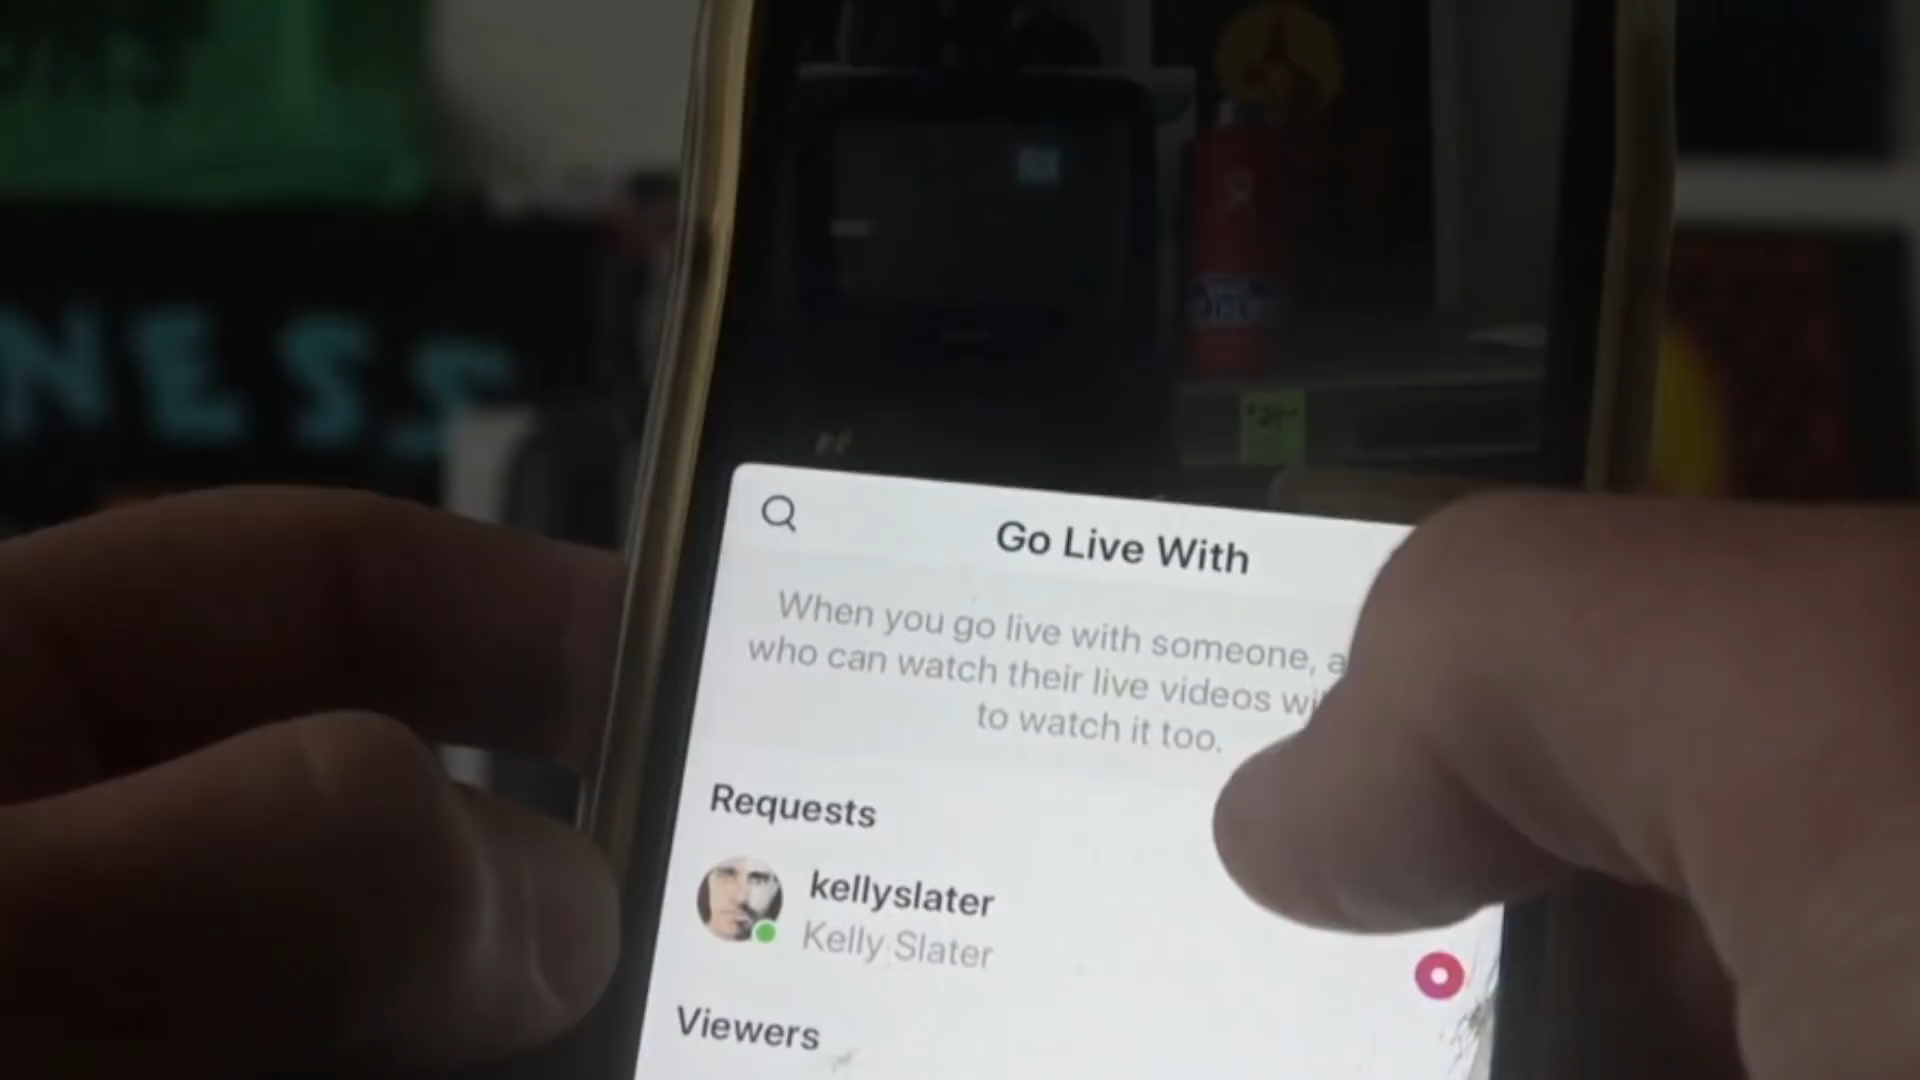 NESS
Go Live With
When you go live with someone, a
who can watch their live videos wi
to watch it too.
Requests
kellyslater
Kelly Slater
Viewers